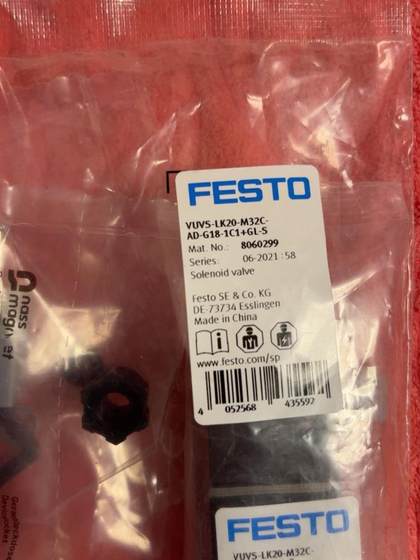 FESTO
VUVS-LK20-M32C-
AD-G18-1C1+GL-S
Mat. No.: 8060299
Series: 06-2021 : 58
Solenoid valve
Festo SE & Co. KG
DE-73734 Esslingen
Made in China
www.festo.com/sp
4 052568 435592
nass
magnet
Geräteeckdose
FESTO
VUVS-LK20-M32C-